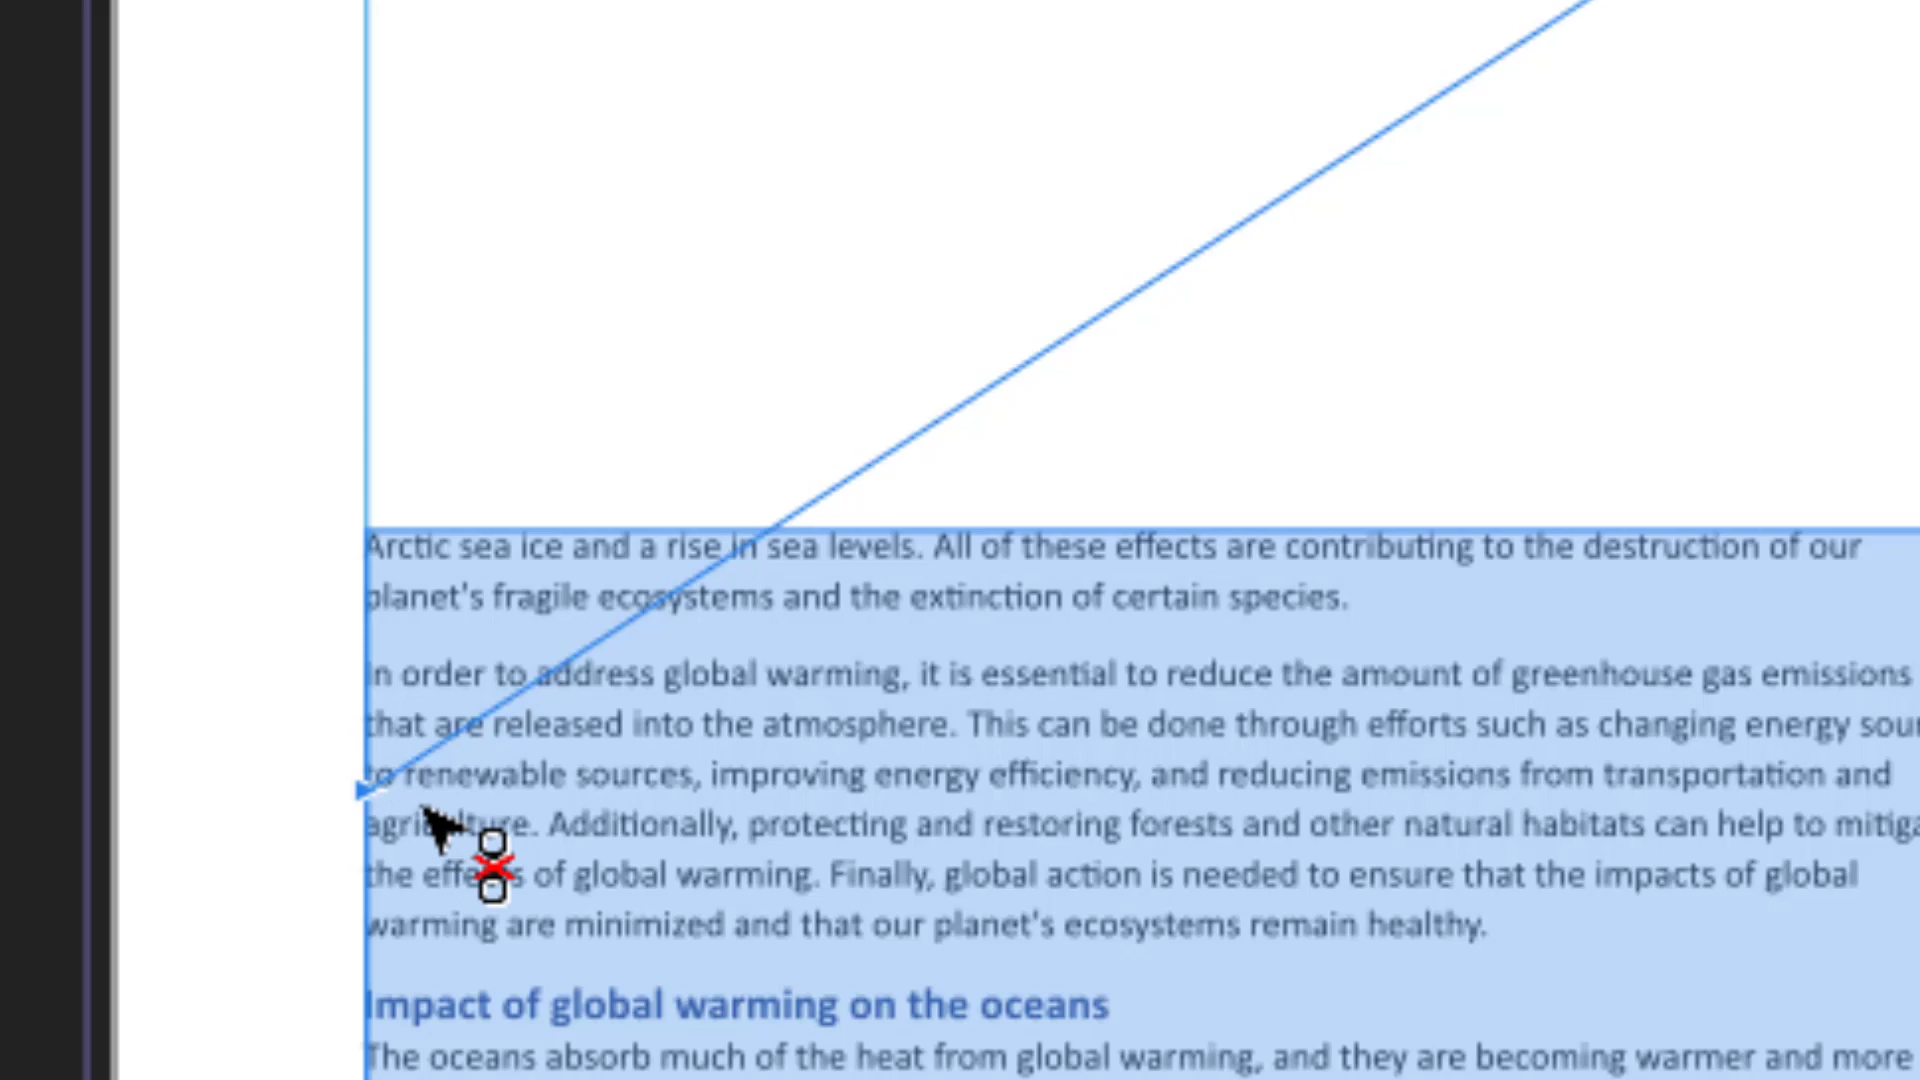 Arctic sea ice and a rise in sea levels. All of these effects are contributing to the destruction of our
planet's fragile ecosystems and the extinction of certain species.
In order to address global warming, it is essential to reduce the amount of greenhouse gas emissions
that are released into the atmosphere. This can be done through efforts such as changing energy
to renewable sources, improving energy efficiency, and reducing emissions from transportation and
agriculture. Additionally, protecting and restoring forests and other natural habitats can help to
the effects of global warming. Finally, global action is needed to ensure that the impacts of global
warming are minimized and that our planet's ecosystems remain healthy.
Impact of global warming on the oceans
The oceans absorb much of the heat from global warming, and they are becoming warmer and more